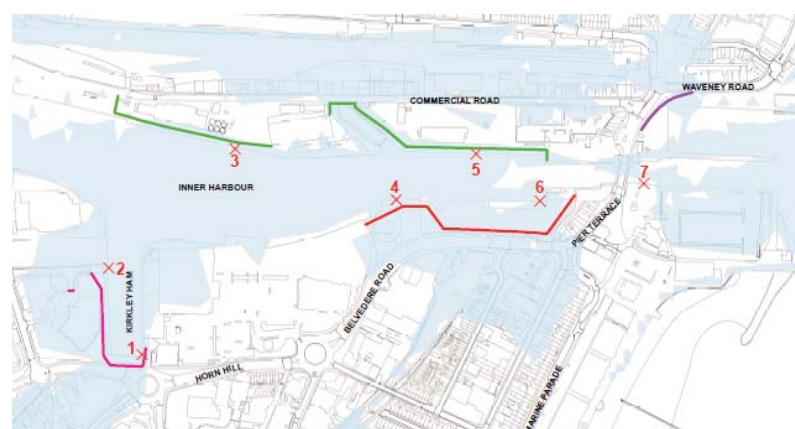 WAVENEY ROAD
COMMERCIAL ROAD
3
5
7
INNER HARBOUR
4
6
PIER TERRACE
2
KIRKLEY HAM
BELVEDERE ROAD
1
HORN HILL
MARINE PARADE